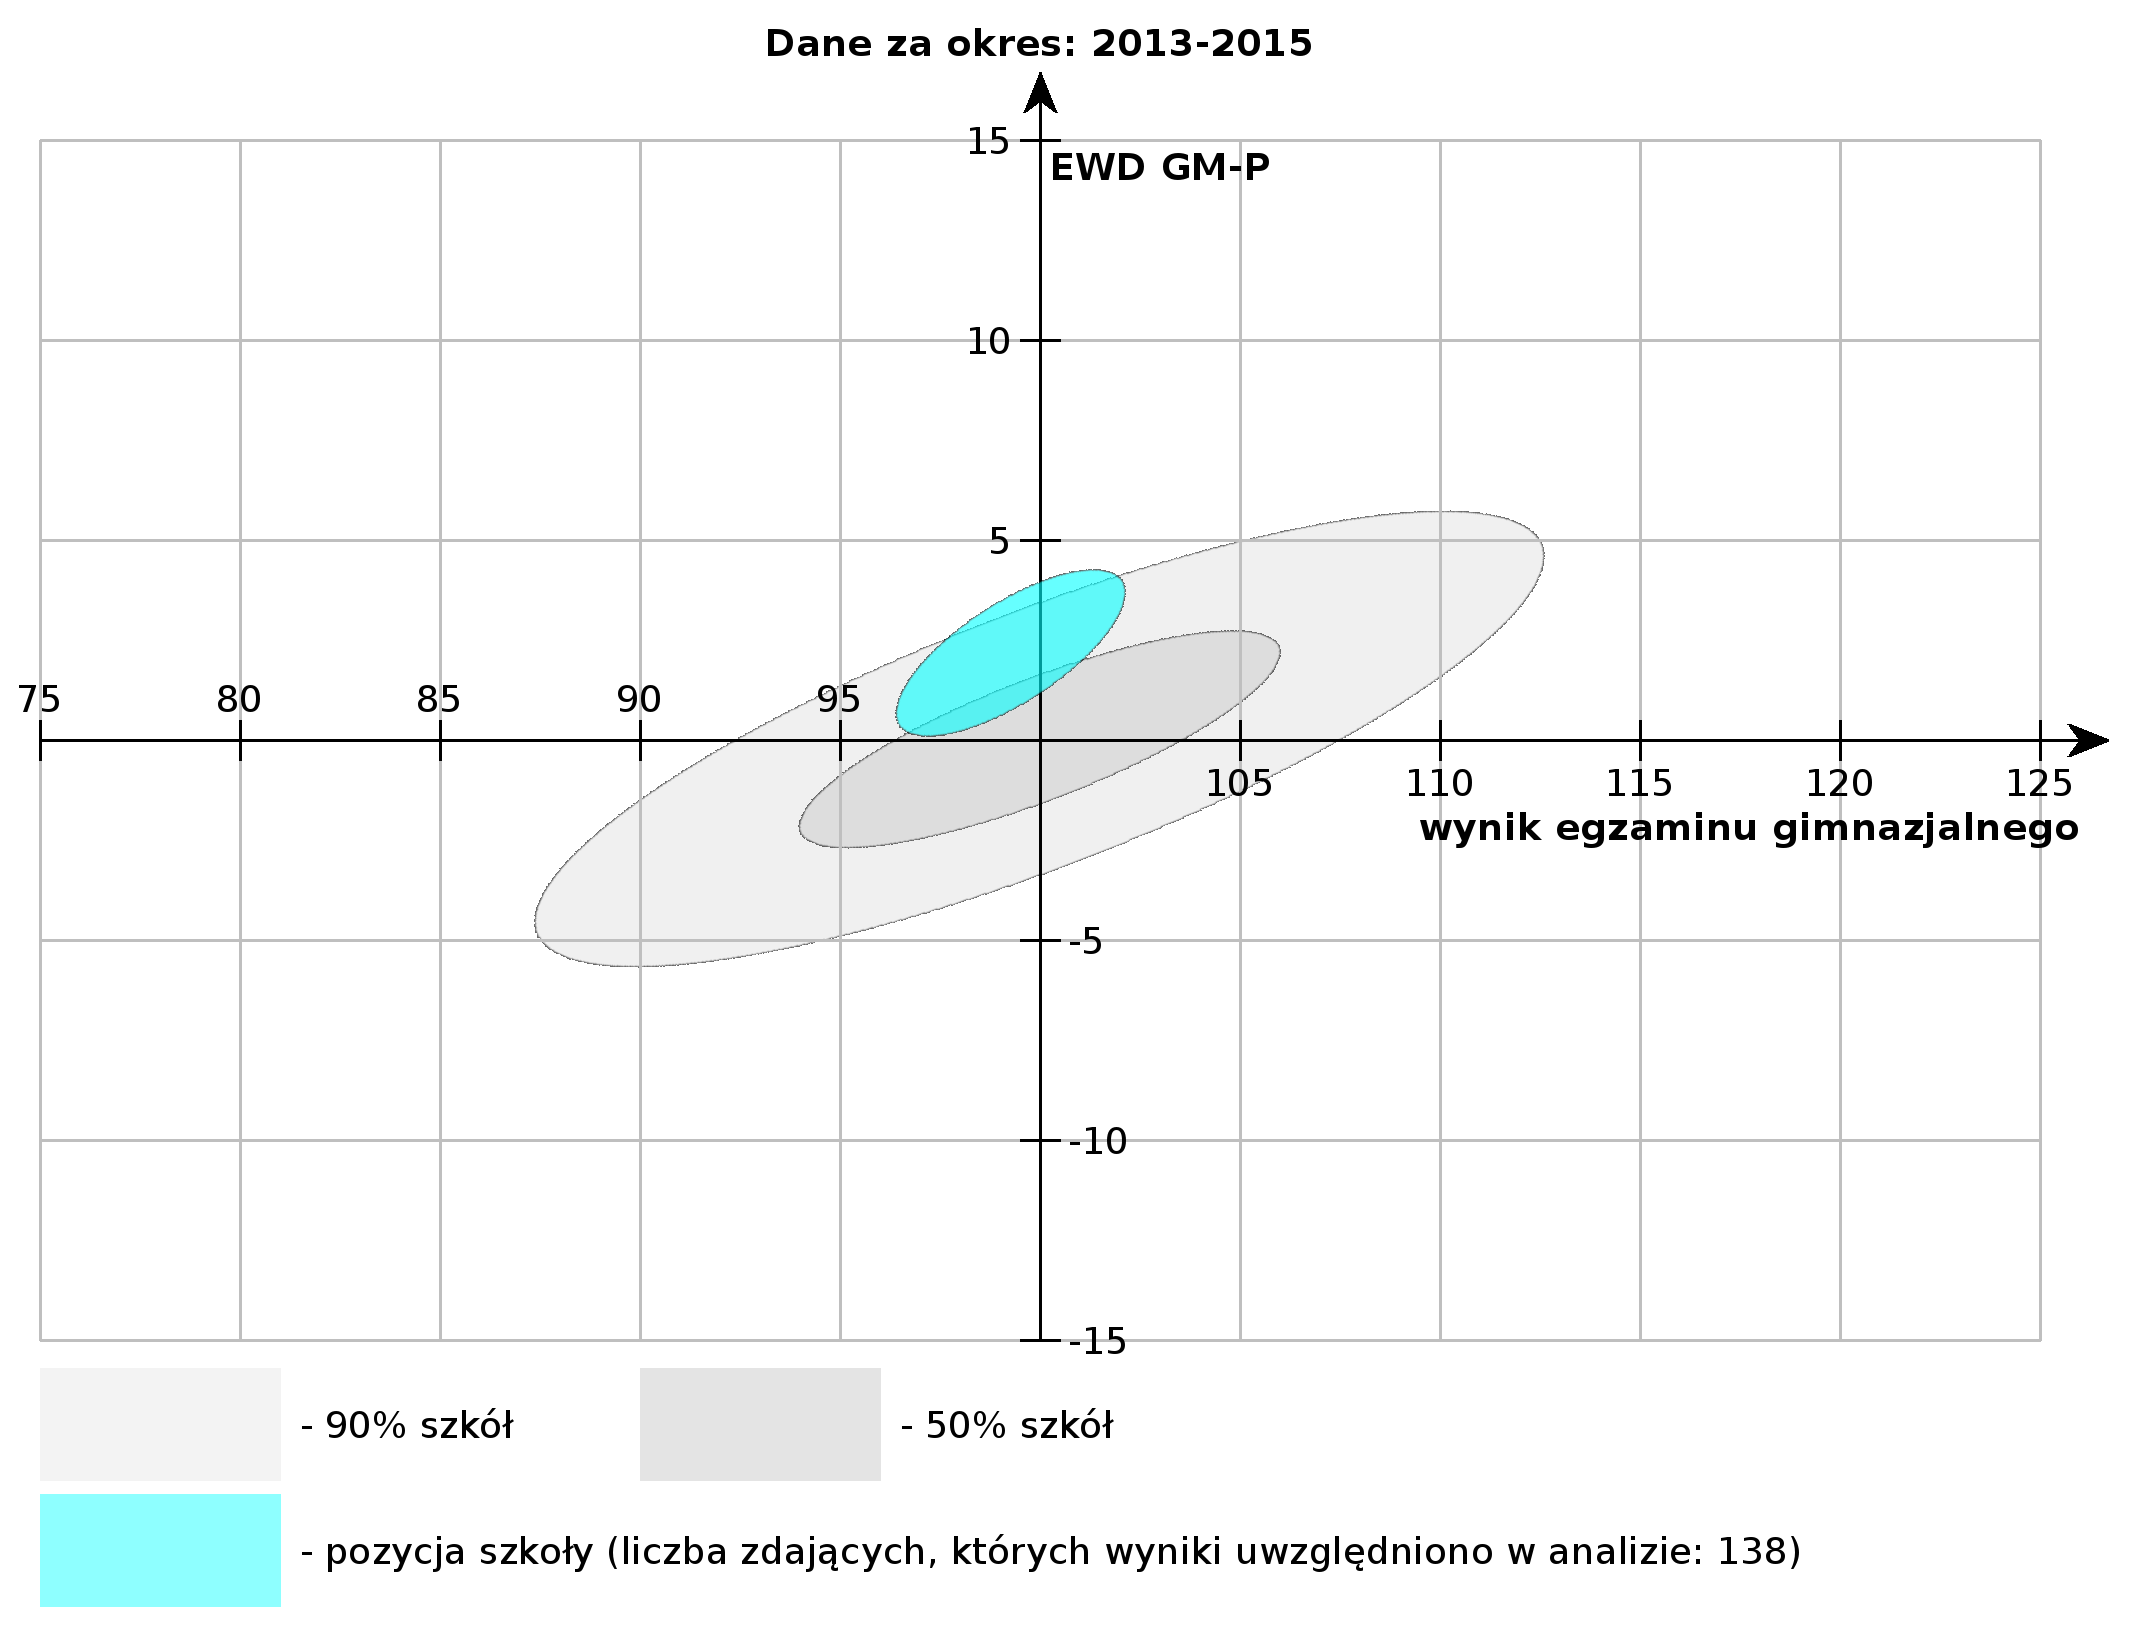 Dane za okres: 2013-2015
15
EWD GM-P
10
5
75 80 85 90 95
105 110 115 120 125
wynik egzaminu gimnazjalnego
-5
-10
-15
- 90% szkół - 50% szkół
- pozycja szkoły (liczba zdających, których wyniki uwzględniono w analizie: 138)